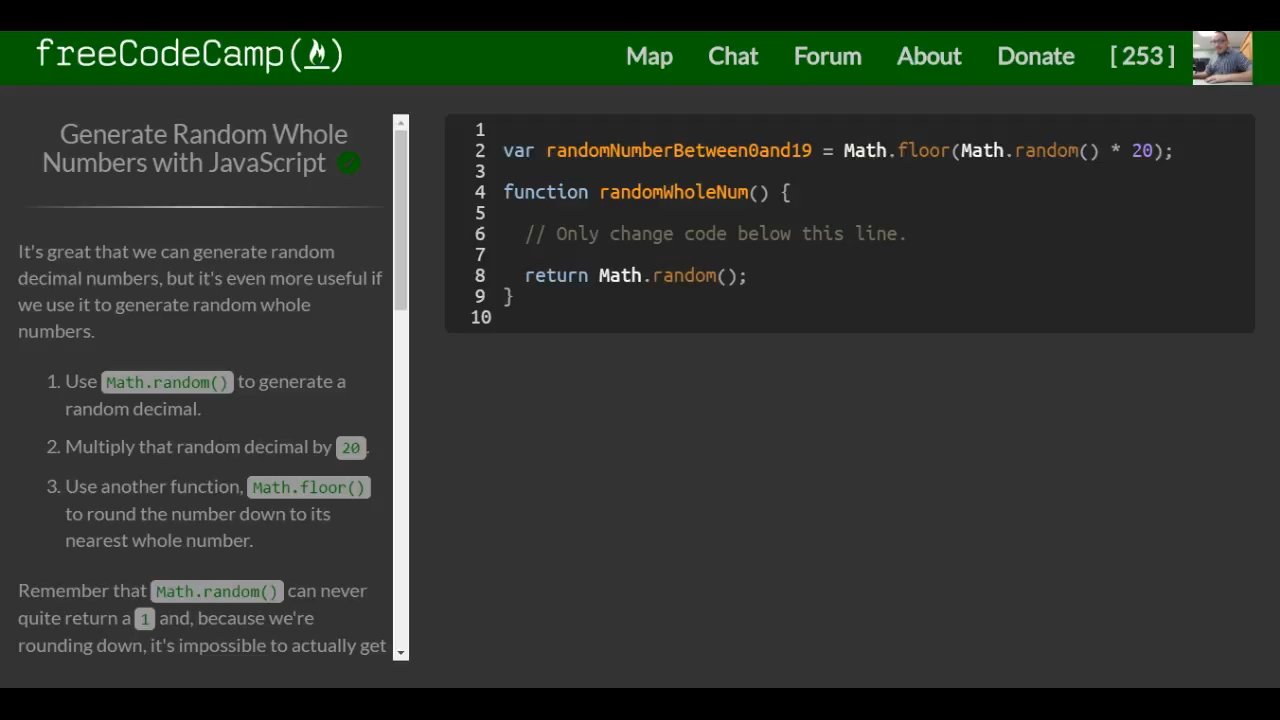 freeCodeCamp(🔥)
Map Chat Forum About Donate [ 253 ]
Generate Random Whole
Numbers with JavaScript
It's great that we can generate random
decimal numbers, but it's even more useful if
we use it to generate random whole
numbers.
1. Use Math.random() to generate a
random decimal.
2. Multiply that random decimal by 20.
3. Use another function, Math.floor()
to round the number down to its
nearest whole number.
Remember that Math.random() can never
quite return a 1 and, because we're
rounding down, it's impossible to actually get
1
2 var randomNumberBetween0and19 = Math.floor(Math.random() * 20);
3
4 function randomWholeNum() {
5
6 // Only change code below this line.
7
8 return Math.random();
9 }
10